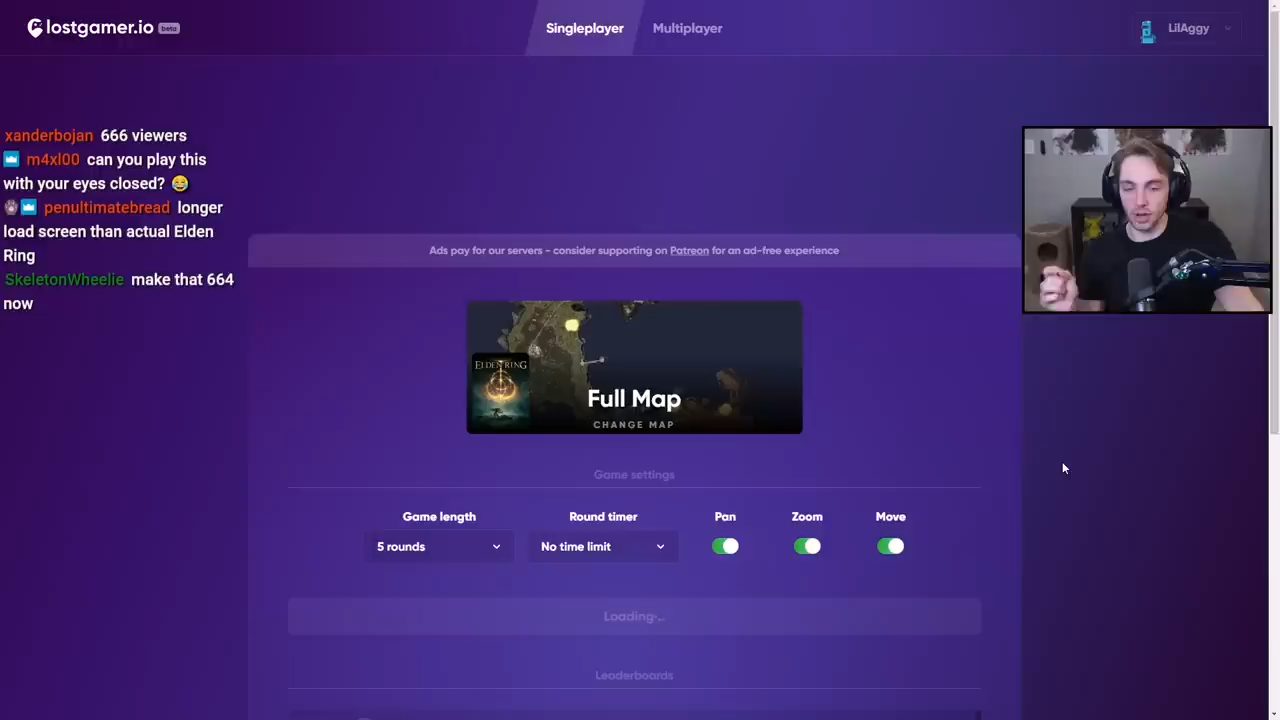 lostgamer.io beta
Singleplayer
Multiplayer
LilAggy
xanderbojan 666 viewers
m4xl00 can you play this
with your eyes closed? 😂
penultimatebread longer
load screen than actual Elden
Ring
SkeletonWheelie make that 664
now
Ads pay for our servers - consider supporting on Patreon for an ad-free experience
ELDEN RING
Full Map
CHANGE MAP
Game settings
Game length
Round timer
Pan
Zoom
Move
5 rounds
No time limit
Loading...
Leaderboards